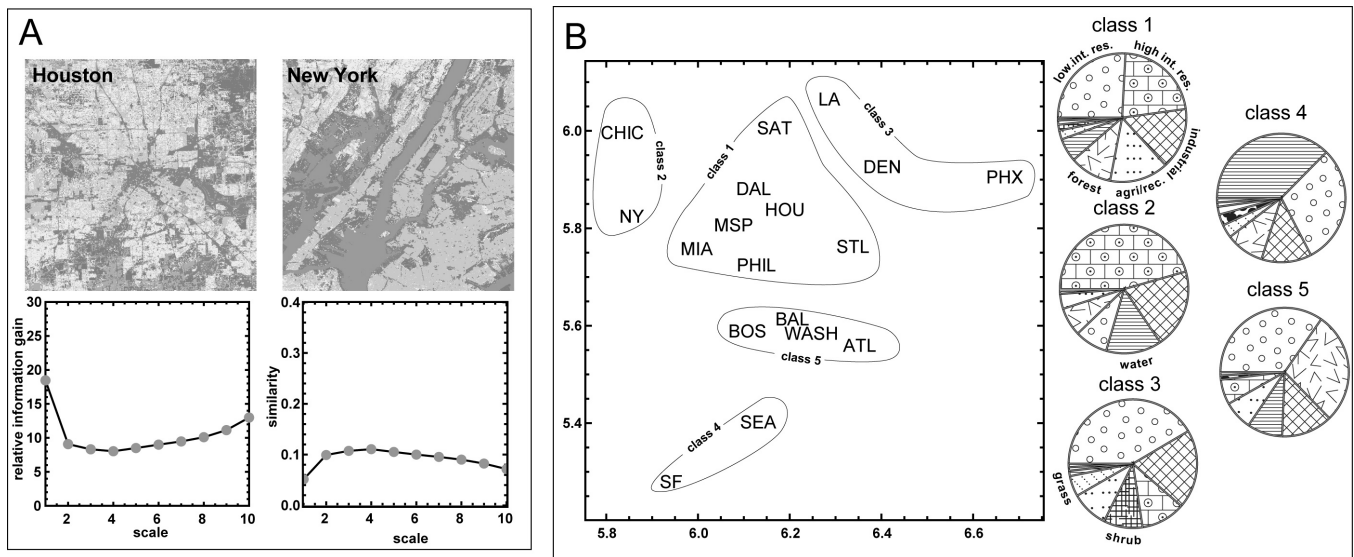 A
Houston
New York
30
25
20
15
10
5
0
relative information gain
2
4
6
8
10
scale
0.4
0.3
0.2
0.1
0.0
similarity
2
4
6
8
10
scale
B
6.0
5.8
5.6
5.4
5.8
6.0
6.2
6.4
6.6
CHIC
NY
class 2
SAT
class 1
DAL
HOU
MSP
MIA
PHIL
STL
LA
class 3
DEN
PHX
BAL
BOS
WASH
ATL
class 5
SEA
class 4
SF
class 1
low.int. res.
high int. res.
industrial
agri/rec.
forest
class 2
water
class 3
grass
shrub
class 4
class 5